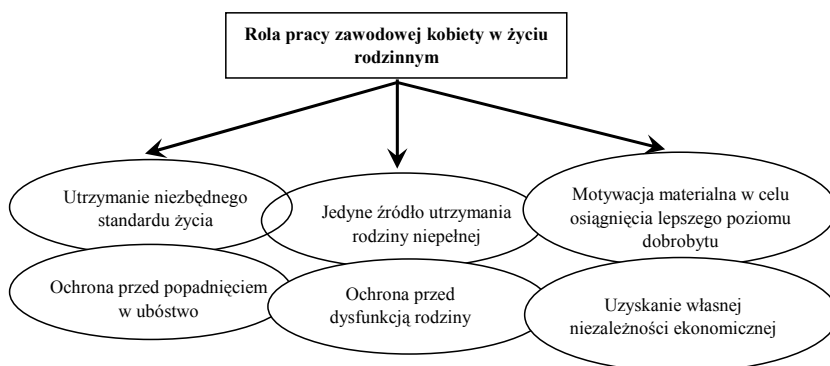 Rola pracy zawodowej kobiety w życiu
rodzinnym
Utrzymanie niezbędnego
standardu życia
Jedyne źródło utrzymania
rodziny niepełnej
Motywacja materialna w celu
osiągnięcia lepszego poziomu
dobrobytu
Ochrona przed popadnięciem
w ubóstwo
Ochrona przed
dysfunkcją rodziny
Uzyskanie własnej
niezależności ekonomicznej